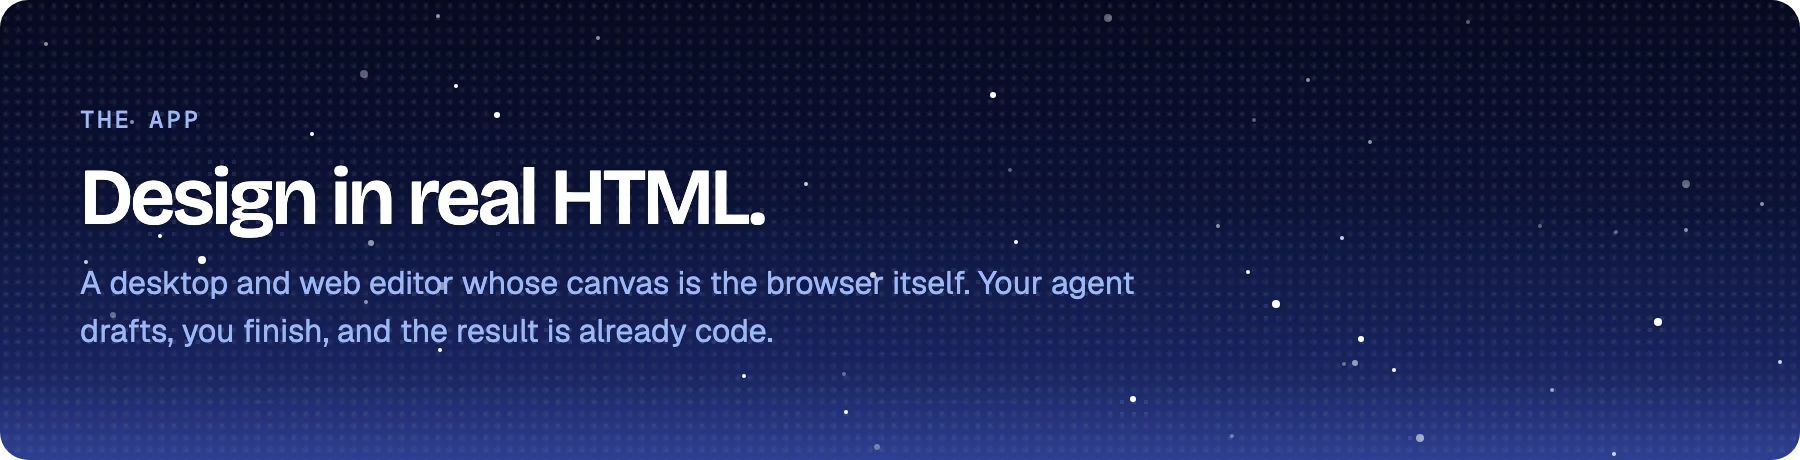 THE APP
Design in real HTML.
A desktop and web editor whose canvas is the browser itself. Your agent
drafts, you finish, and the result is already code.